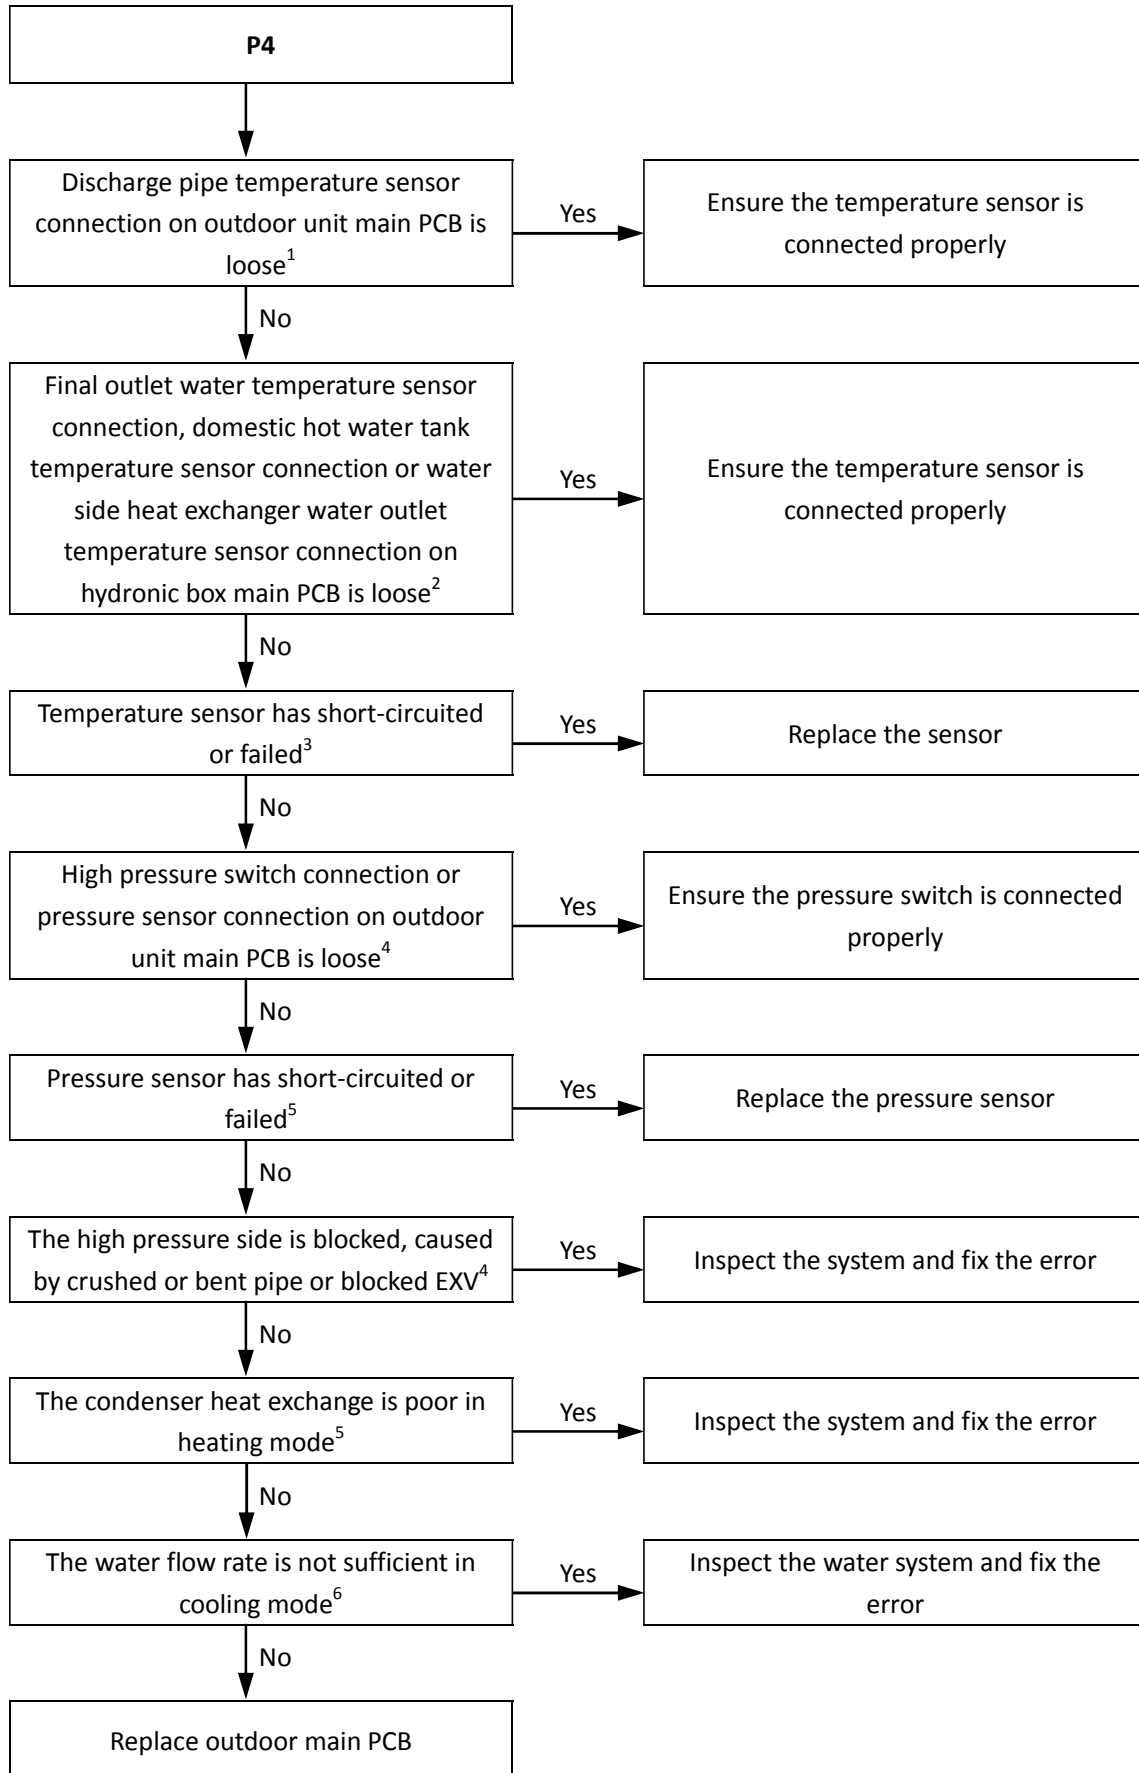 P4
Discharge pipe temperature sensor
connection on outdoor unit main PCB is
loose¹
Yes
Ensure the temperature sensor is
connected properly
No
Final outlet water temperature sensor
connection, domestic hot water tank
temperature sensor connection or water
side heat exchanger water outlet
temperature sensor connection on
hydronic box main PCB is loose²
Yes
Ensure the temperature sensor is
connected properly
No
Temperature sensor has short-circuited
or failed³
Yes
Replace the sensor
No
High pressure switch connection or
pressure sensor connection on outdoor
unit main PCB is loose⁴
Yes
Ensure the pressure switch is connected
properly
No
Pressure sensor has short-circuited or
failed⁵
Yes
Replace the pressure sensor
No
The high pressure side is blocked, caused
by crushed or bent pipe or blocked EXV⁴
Yes
Inspect the system and fix the error
No
The condenser heat exchange is poor in
heating mode⁵
Yes
Inspect the system and fix the error
No
The water flow rate is not sufficient in
cooling mode⁶
Yes
Inspect the water system and fix the
error
No
Replace outdoor main PCB